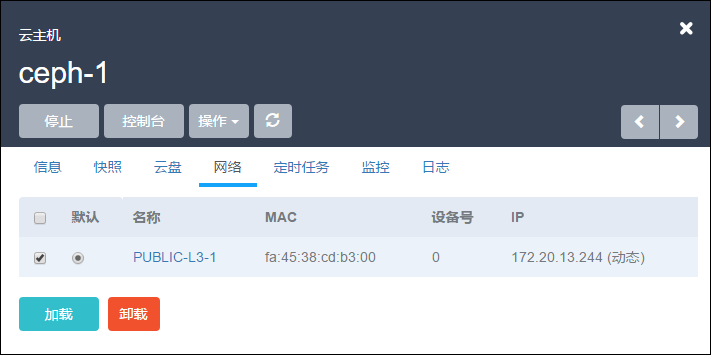 云主机
ceph-1
停止 控制台 操作
信息 快照 云盘 网络 定时任务 监控 日志
默认 名称 MAC 设备号 IP
PUBLIC-L3-1 fa:45:38:cd:b3:00 0 172.20.13.244 (动态)
加载 卸载